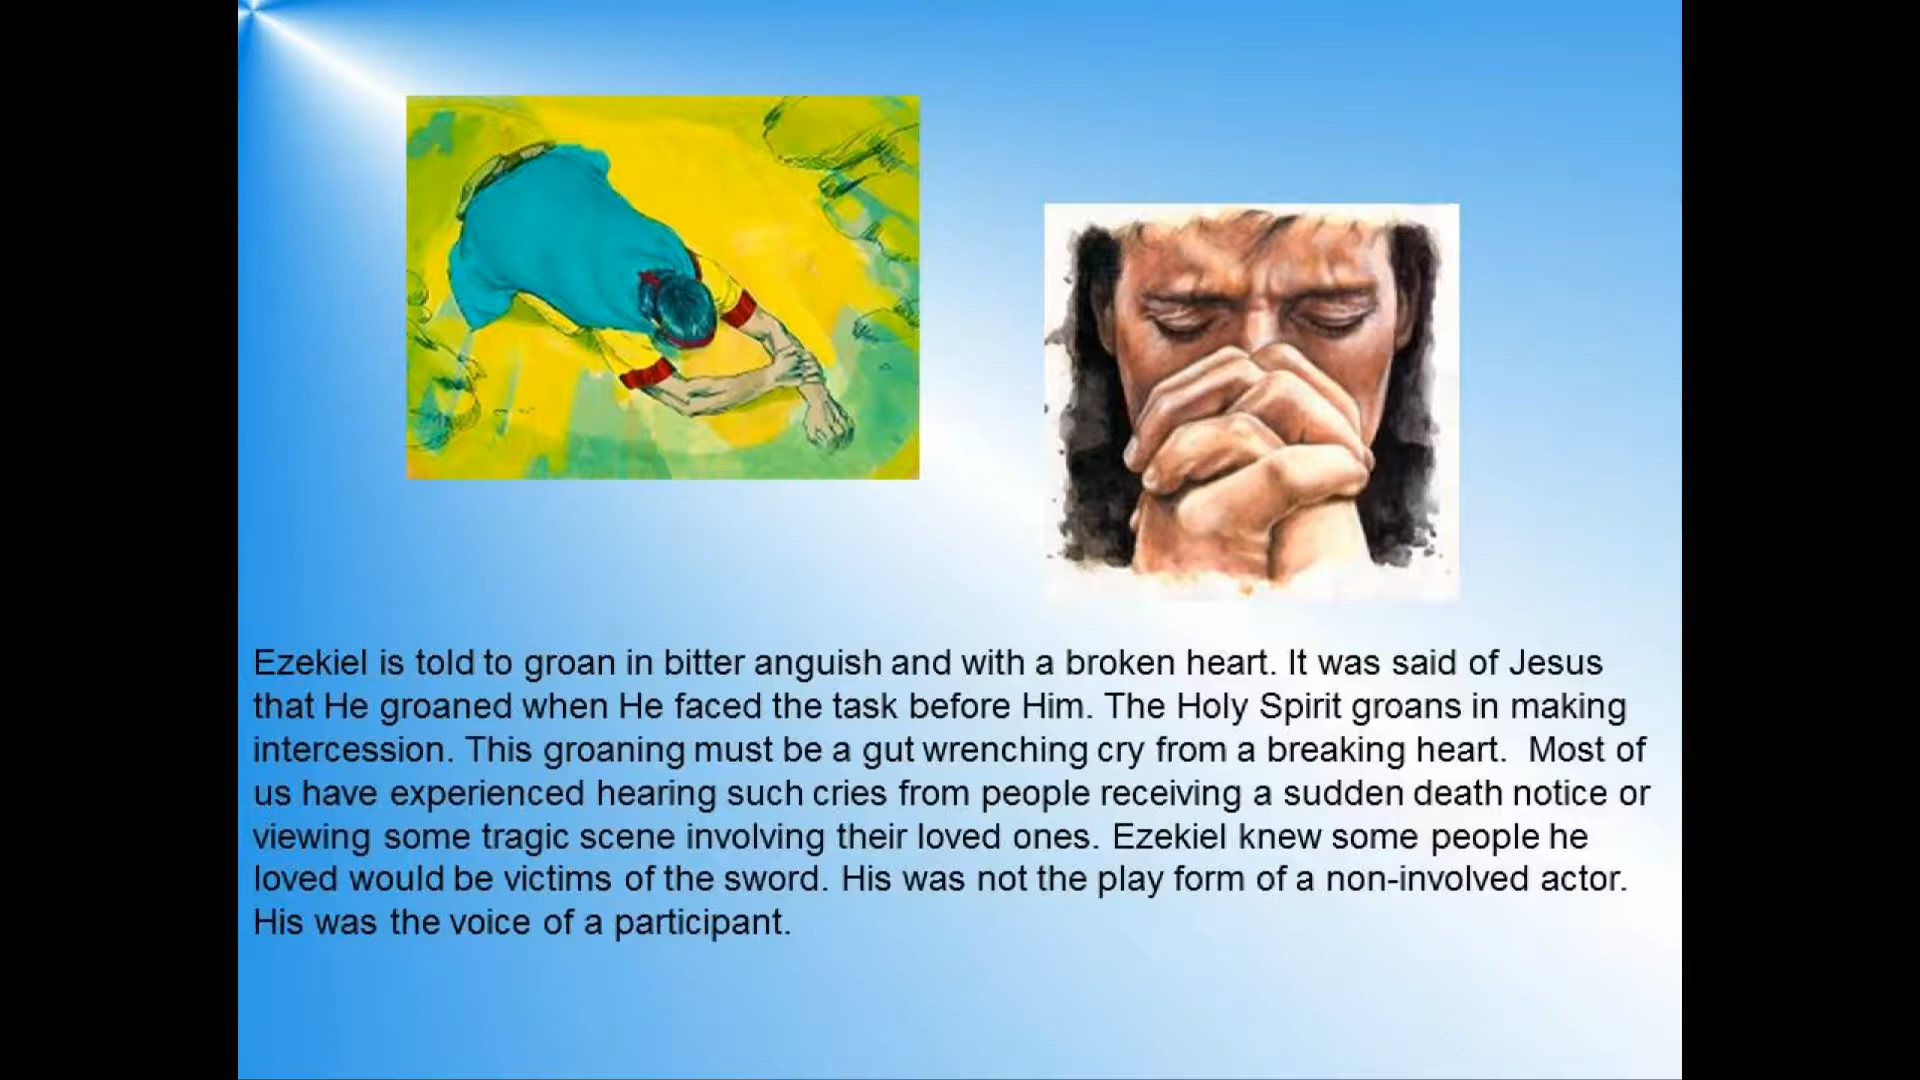 Ezekiel is told to groan in bitter anguish and with a broken heart. It was said of Jesus
that He groaned when He faced the task before Him. The Holy Spirit groans in making
intercession. This groaning must be a gut wrenching cry from a breaking heart.  Most of
us have experienced hearing such cries from people receiving a sudden death notice or
viewing some tragic scene involving their loved ones. Ezekiel knew some people he
loved would be victims of the sword. His was not the play form of a non-involved actor.
His was the voice of a participant.